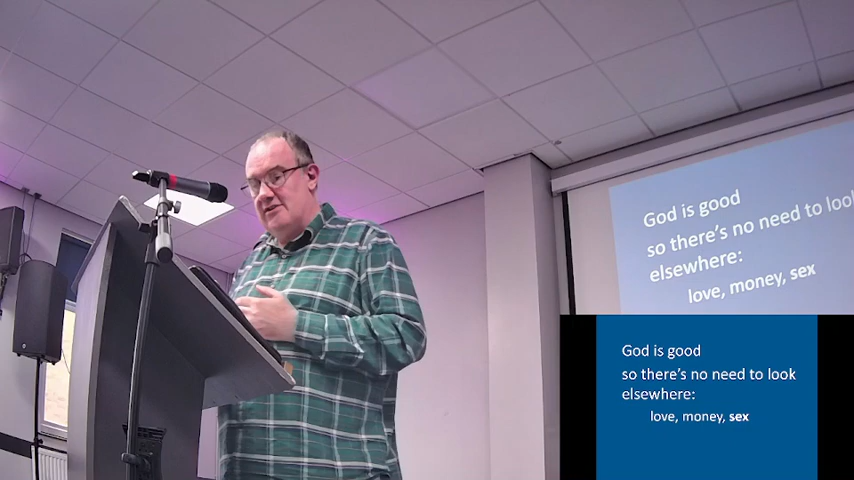 God is good
so there's no need to look
elsewhere:
love, money, sex
God is good
so there's no need to look
elsewhere:
love, money, sex